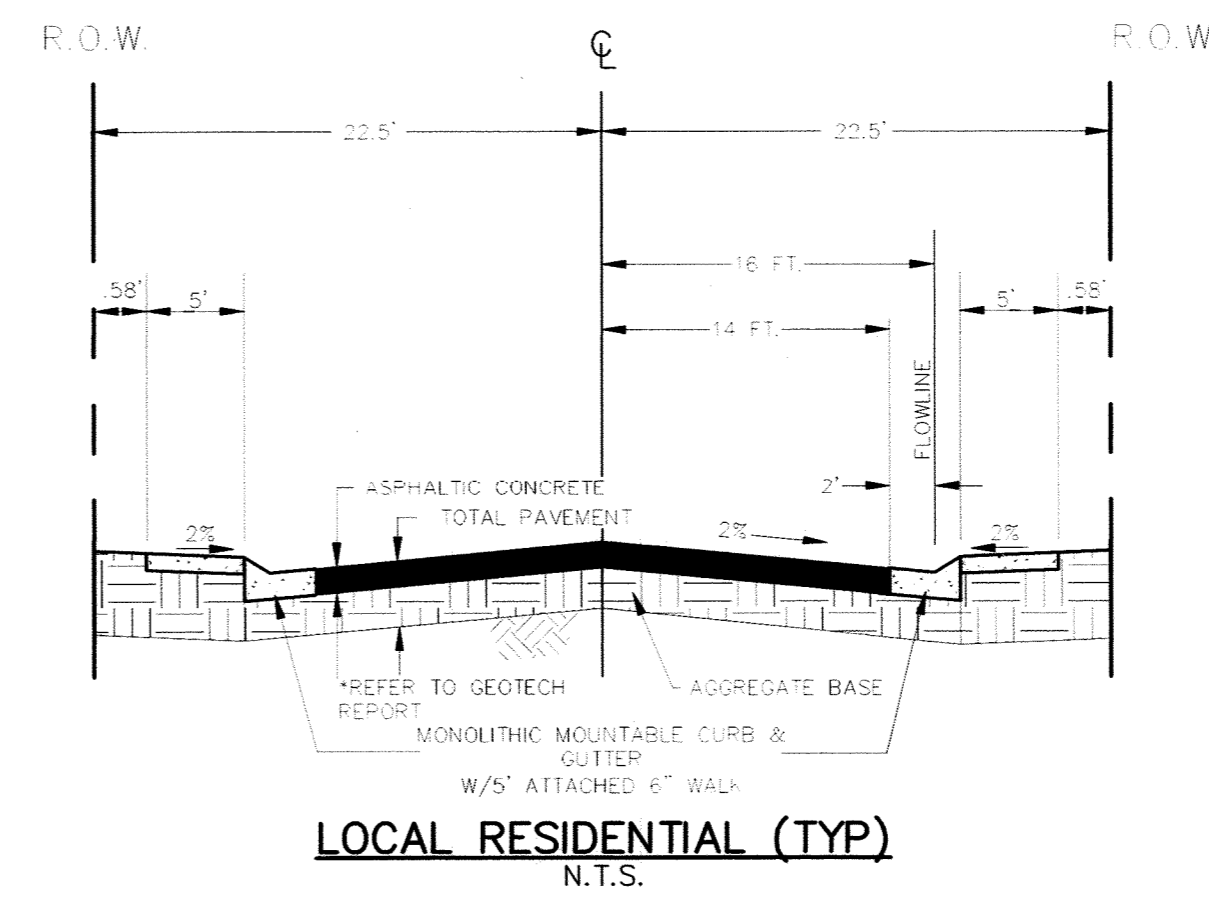 R.O.W.
℄
R.O.W
22.5'
22.5'
16 FT.
.58'
5'
5'
.58'
14 FT.
FLOWLINE
2'
ASPHALTIC CONCRETE
TOTAL PAVEMENT
2%
2%
2%
*REFER TO GEOTECH
REPORT
AGGREGATE BASE
MONOLITHIC MOUNTABLE CURB &
GUTTER
W/5' ATTACHED 6" WALK
LOCAL RESIDENTIAL (TYP)
N.T.S.